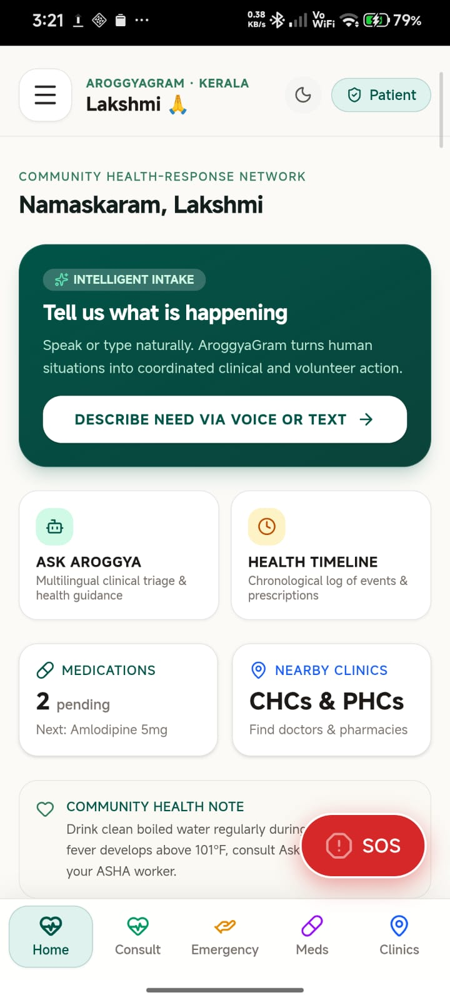 3:21
0.38 KB/s
Vo WiFi
79%
AROGGYAGRAM · KERALA
Lakshmi 🙏
Patient
COMMUNITY HEALTH-RESPONSE NETWORK
Namaskaram, Lakshmi
INTELLIGENT INTAKE
Tell us what is happening
Speak or type naturally. AroggyaGram turns human
situations into coordinated clinical and volunteer action.
DESCRIBE NEED VIA VOICE OR TEXT →
ASK AROGGYA
Multilingual clinical triage &
health guidance
HEALTH TIMELINE
Chronological log of events &
prescriptions
MEDICATIONS
2 pending
Next: Amlodipine 5mg
NEARBY CLINICS
CHCs & PHCs
Find doctors & pharmacies
COMMUNITY HEALTH NOTE
Drink clean boiled water regularly during
fever develops above 101°F, consult Ask
your ASHA worker.
SOS
Home
Consult
Emergency
Meds
Clinics